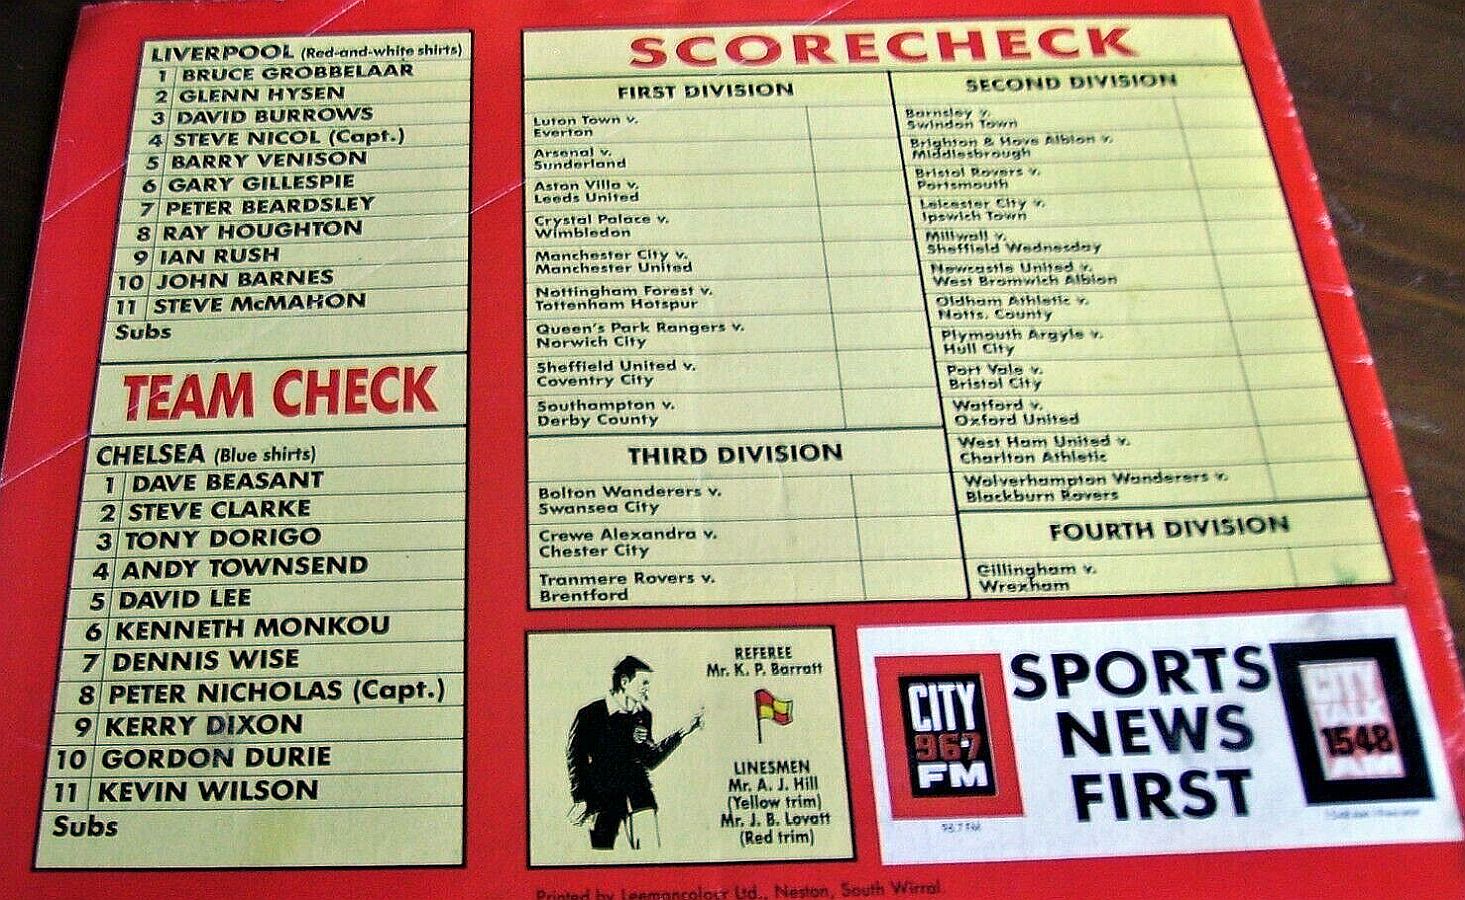 LIVERPOOL (Red-and-white shirts)
1 BRUCE GROBBELAAR
2 GLENN HYSEN
3 DAVID BURROWS
4 STEVE NICOL (Capt.)
5 BARRY VENISON
6 GARY GILLESPIE
7 PETER BEARDSLEY
8 RAY HOUGHTON
9 IAN RUSH
10 JOHN BARNES
11 STEVE McMAHON
Subs
TEAM CHECK
CHELSEA (Blue shirts)
1 DAVE BEASANT
2 STEVE CLARKE
3 TONY DORIGO
4 ANDY TOWNSEND
5 DAVID LEE
6 KENNETH MONKOU
7 DENNIS WISE
8 PETER NICHOLAS (Capt.)
9 KERRY DIXON
10 GORDON DURIE
11 KEVIN WILSON
Subs
SCORECHECK
FIRST DIVISION
Luton Town v.
Everton
Arsenal v.
Sunderland
Aston Villa v.
Leeds United
Crystal Palace v.
Wimbledon
Manchester City v.
Manchester United
Nottingham Forest v.
Tottenham Hotspur
Queen's Park Rangers v.
Norwich City
Sheffield United v.
Coventry City
Southampton v.
Derby County
THIRD DIVISION
Bolton Wanderers v.
Swansea City
Crewe Alexandra v.
Chester City
Tranmere Rovers v.
Brentford
SECOND DIVISION
Barnsley v.
Swindon Town
Brighton & Hove Albion v.
Middlesbrough
Bristol Rovers v.
Portsmouth
Leicester City v.
Ipswich Town
Millwall v.
Sheffield Wednesday
Newcastle United v.
West Bromwich Albion
Oldham Athletic v.
Notts. County
Plymouth Argyle v.
Hull City
Port Vale v.
Bristol City
Watford v.
Oxford United
West Ham United v.
Charlton Athletic
Wolverhampton Wanderers v.
Blackburn Rovers
FOURTH DIVISION
Gillingham v.
Wrexham
REFEREE
Mr. K. P. Barratt
LINESMEN
Mr. A. J. Hill
(Yellow trim)
Mr. J. B. Lovatt
(Red trim)
CITY
96.7
FM
SPORTS
NEWS
FIRST
CITY
1548
Printed by Leemancolour Ltd., Neston, South Wirral